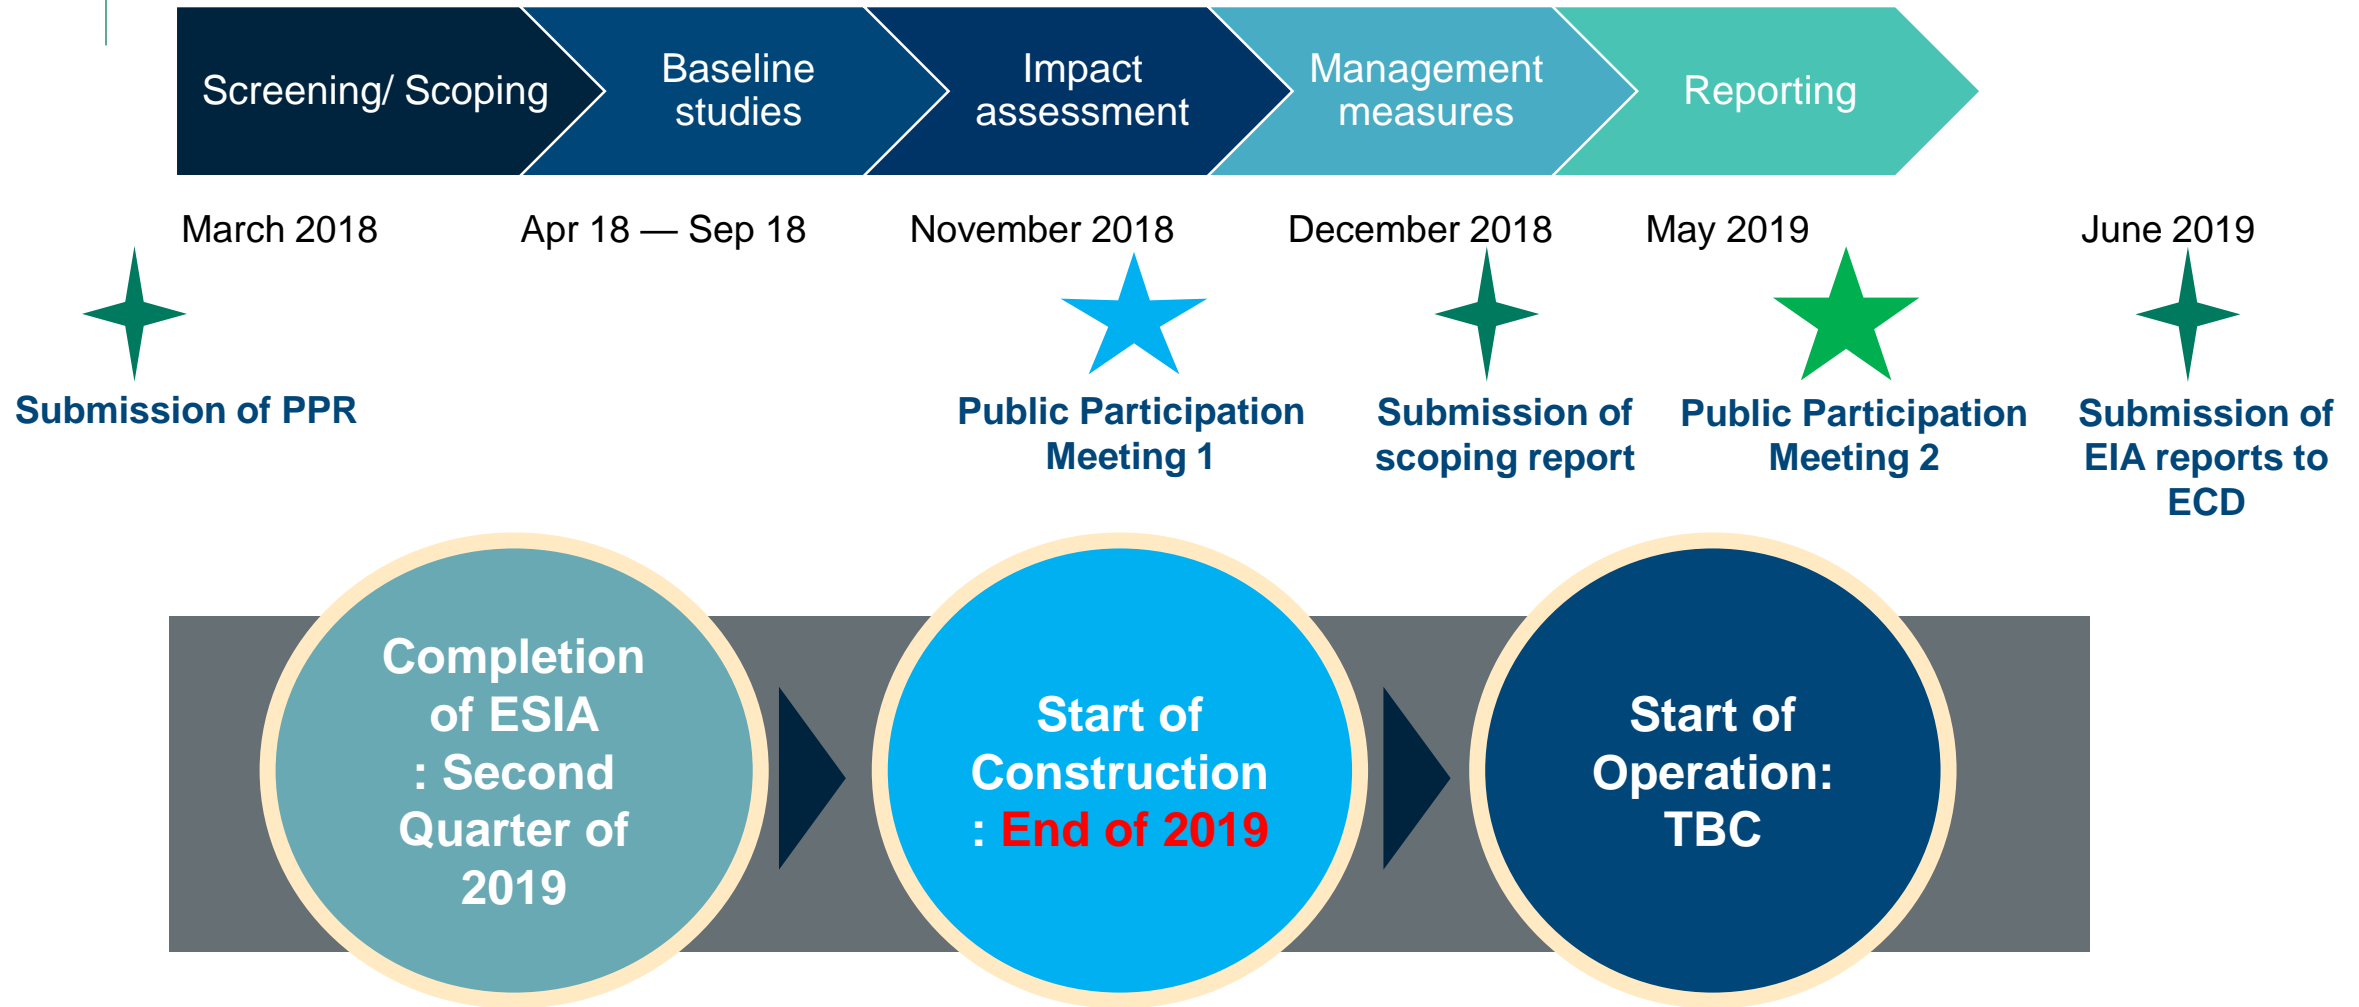 Screening/ Scoping
Baseline
studies
Impact
assessment
Management
measures
Reporting
March 2018
Apr 18 — Sep 18
November 2018
December 2018
May 2019
June 2019
Submission of PPR
Public Participation
Meeting 1
Submission of
scoping report
Public Participation
Meeting 2
Submission of
EIA reports to
ECD
Completion
of ESIA
: Second
Quarter of
2019
Start of
Construction
: End of 2019
Start of
Operation:
TBC